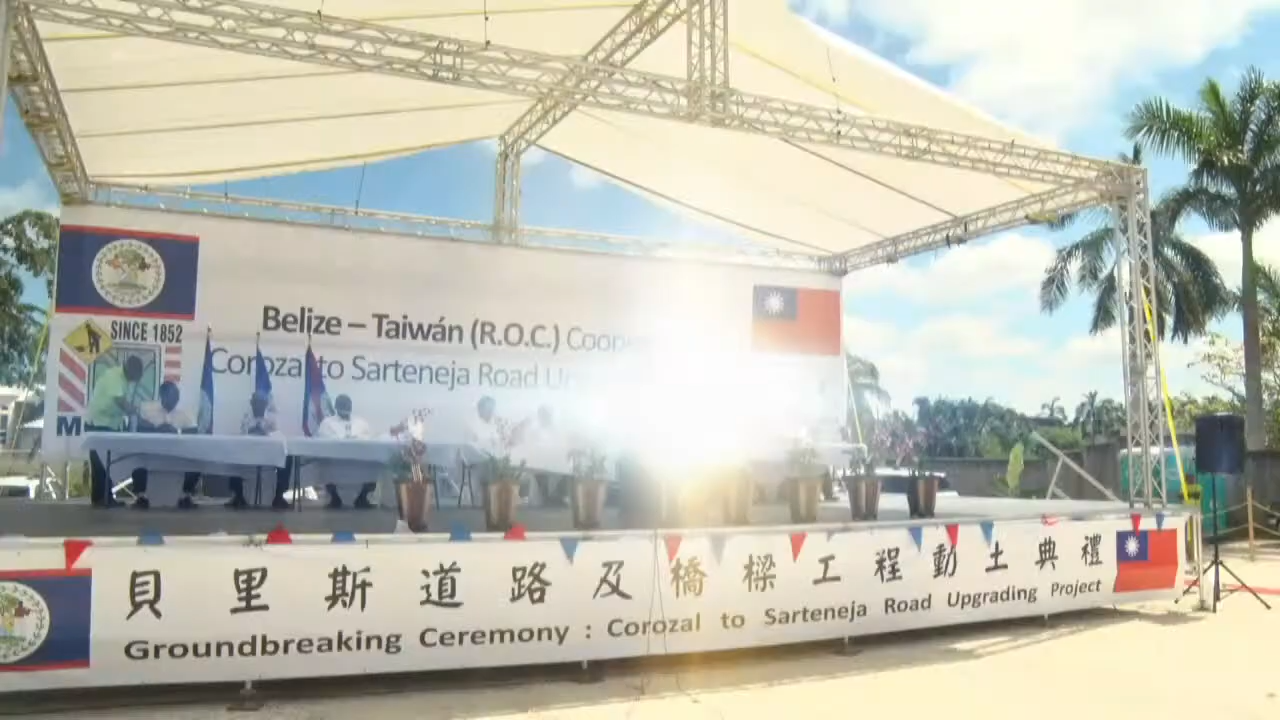 SINCE 1852
M
Belize – Taiwán (R.O.C.) Coop
Corozal to Sarteneja Road
貝里斯道路及橋樑工程動土典禮
Groundbreaking Ceremony : Corozal to Sarteneja Road Upgrading Project